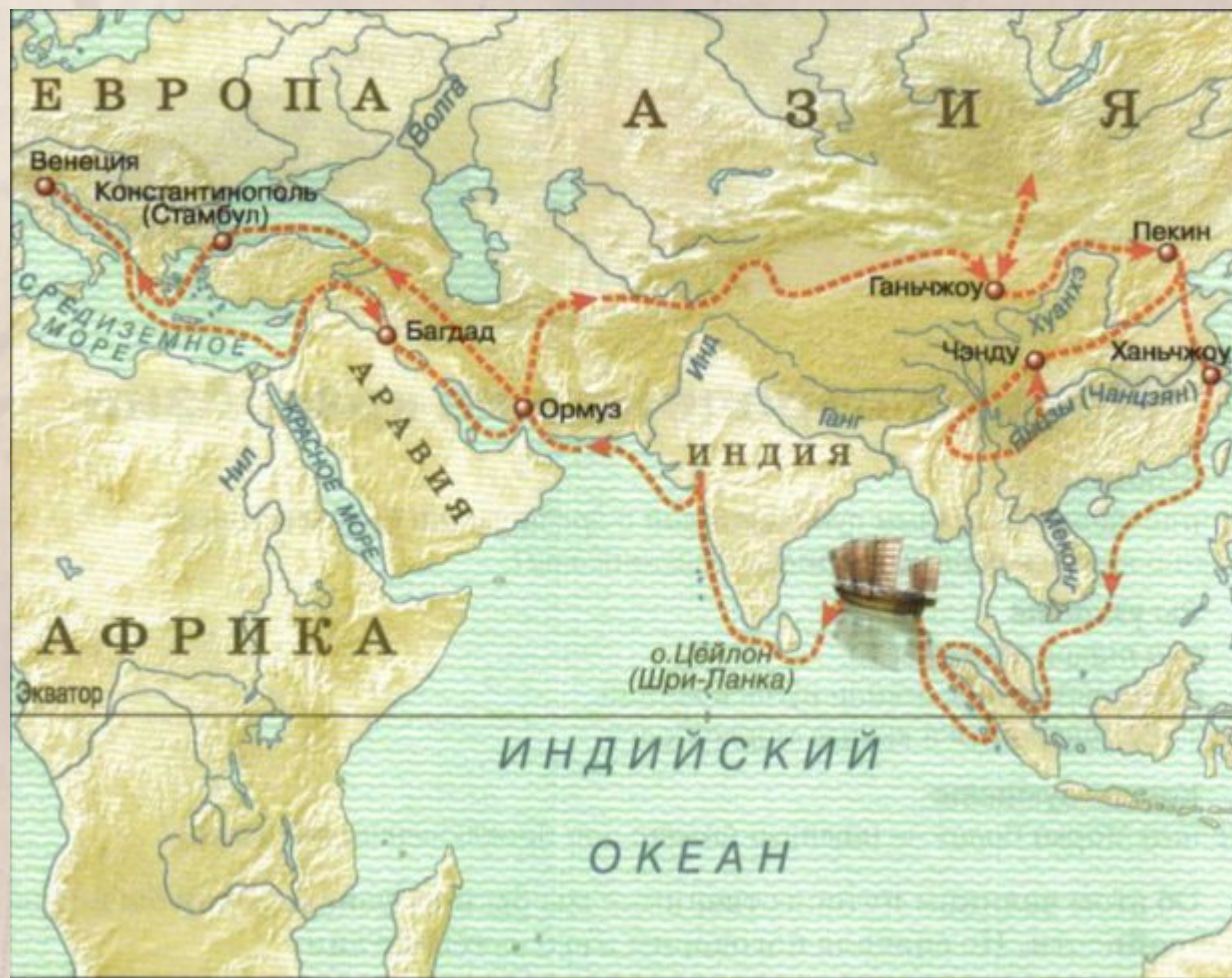 ЕВРОПА
АЗИЯ
Волга
Венеция
Константинополь
(Стамбул)
Пекин
Ганьчжоу
Хуанхэ
СРЕДИЗЕМНОЕ
МОРЕ
Багдад
Инд
Чэнду
Ханьчжоу
Янцзы (Чанцзян)
АРАВИЯ
Ормуз
Ганг
ИНДИЯ
Нил
КРАСНОЕ МОРЕ
Меконг
АФРИКА
о.Цейлон
(Шри-Ланка)
Экватор
ИНДИЙСКИЙ
ОКЕАН